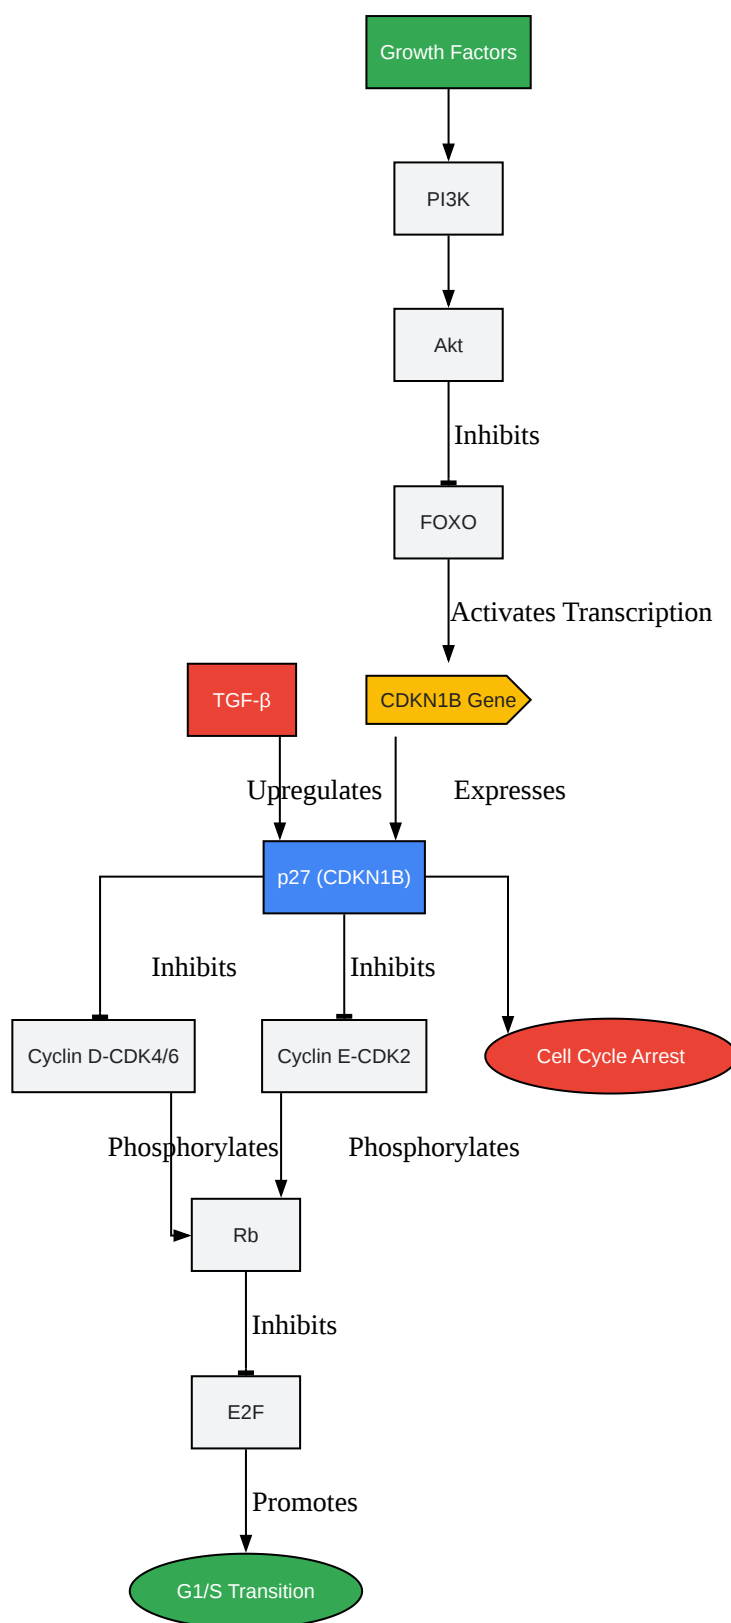 Growth Factors
PI3K
Akt
Inhibits
FOXO
Activates Transcription
TGF-β
CDKN1B Gene
Upregulates
Expresses
p27 (CDKN1B)
Inhibits
Inhibits
Cyclin D-CDK4/6
Cyclin E-CDK2
Cell Cycle Arrest
Phosphorylates
Phosphorylates
Rb
Inhibits
E2F
Promotes
G1/S Transition